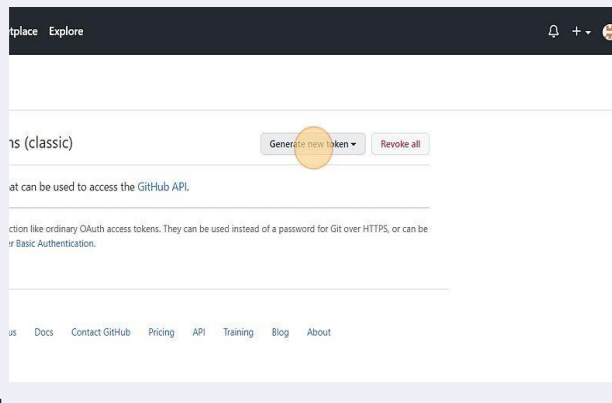 tplace Explore
ns (classic)
Generate new token
Revoke all
at can be used to access the GitHub API.
ction like ordinary OAuth access tokens. They can be used instead of a password for Git over HTTPS, or can be
r Basic Authentication.
us Docs Contact GitHub Pricing API Training Blog About